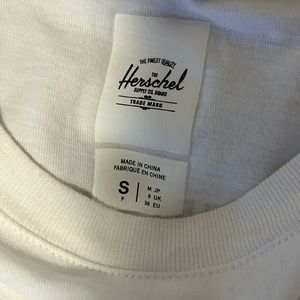 THE FINEST QUALITY
THE
Herschel
SUPPLY CO. BRAND
TRADE MARK
MADE IN CHINA
FABRIQUÉ EN CHINE
S M JP
8 UK
P 36 EU